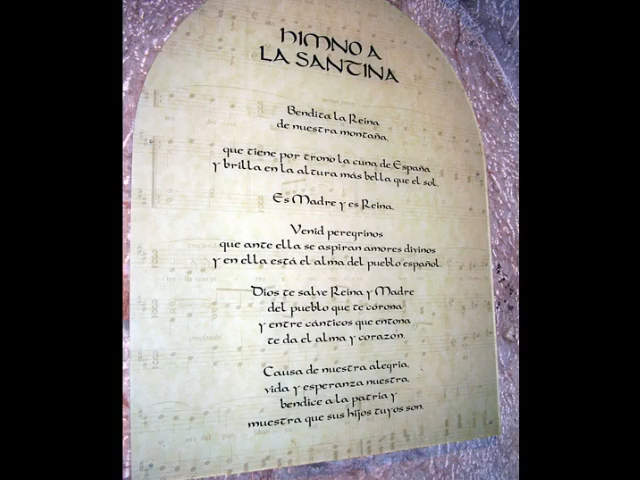 HIMNO A
LA SANTINA
Bendita la Reina
de nuestra montaña,
que tiene por trono la cuna de España
y brilla en la altura más bella que el sol.
Es Madre y es Reina.
Venid peregrinos
que ante ella se aspiran amores divinos
y en ella está el alma del pueblo español.
Dios te salve Reina y Madre
del pueblo que te corona
y entre cánticos que entona
te da el alma y corazón.
Causa de nuestra alegría,
vida y esperanza nuestra,
bendice a la patria y
muestra que sus hijos tuyos son.